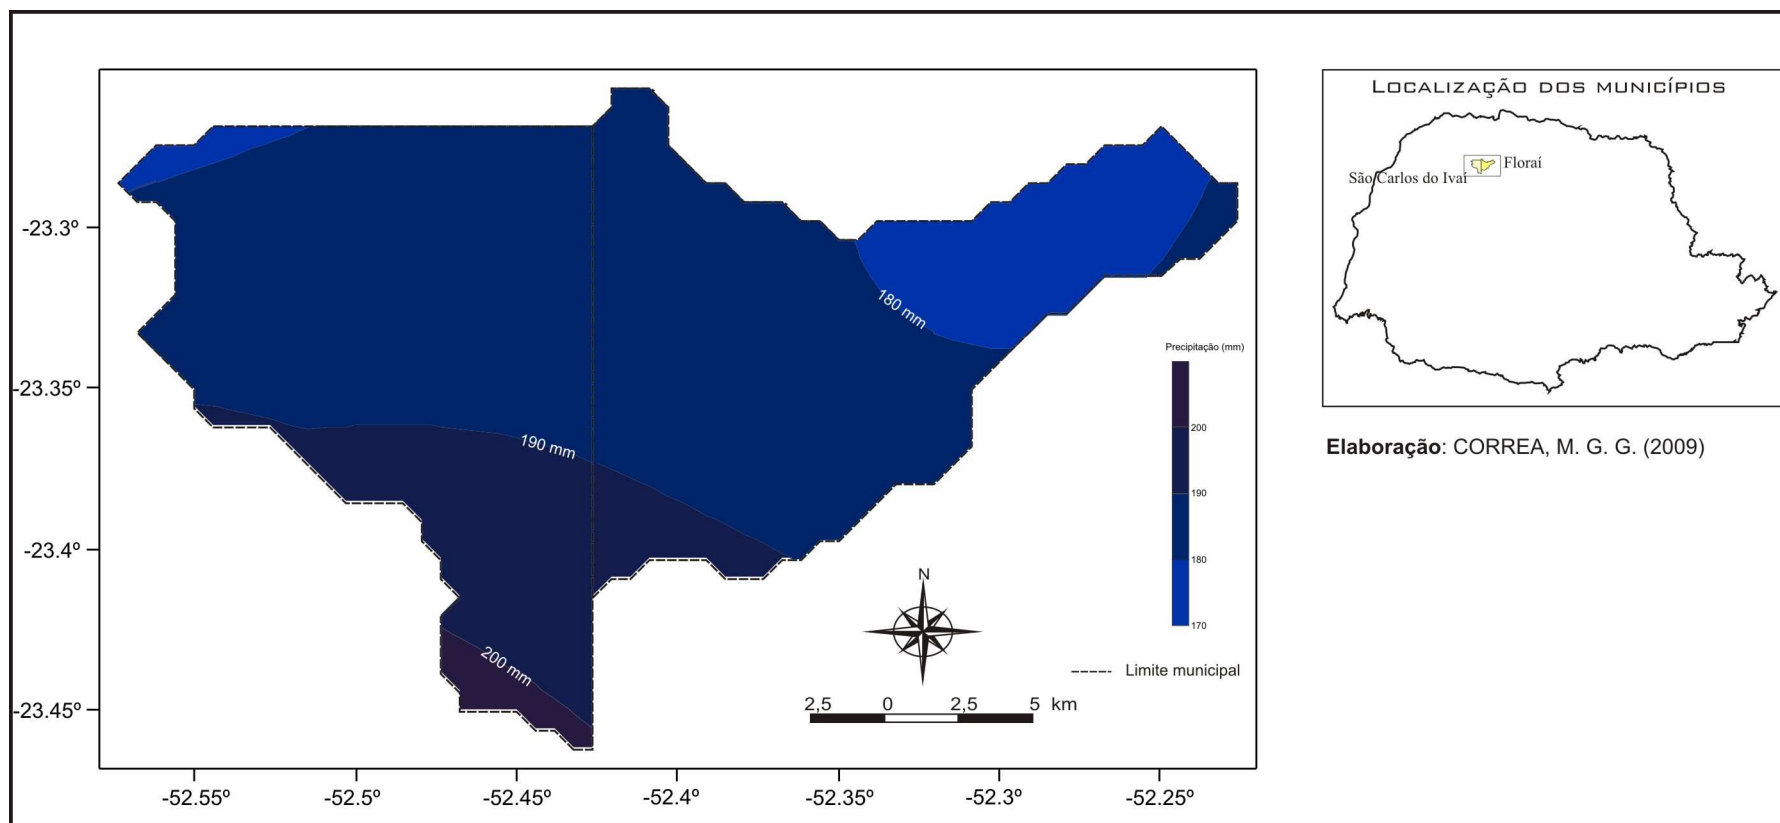 -23.3º
-23.35º
-23.4º
-23.45º
-52.55º
-52.5º
-52.45º
-52.4º
-52.35º
-52.3º
-52.25º
180 mm
190 mm
200 mm
Precipitação (mm)
200
190
180
170
N
Limite municipal
2,5 0 2,5 5 km
LOCALIZAÇÃO DOS MUNICÍPIOS
Floraí
São Carlos do Ivaí
Elaboração: CORREA, M. G. G. (2009)